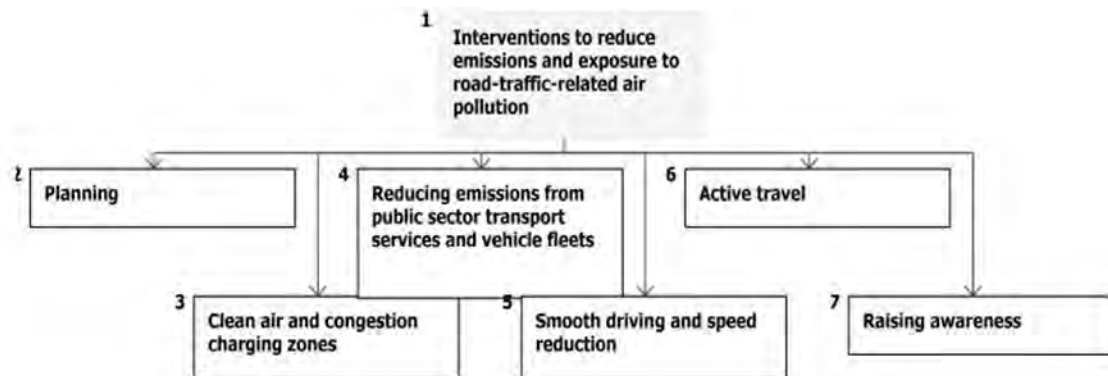 1
Interventions to reduce
emissions and exposure to
road-traffic-related air
pollution
2
Planning
4
Reducing emissions from
public sector transport
services and vehicle fleets
6
Active travel
3
Clean air and congestion
charging zones
5
Smooth driving and speed
reduction
7
Raising awareness